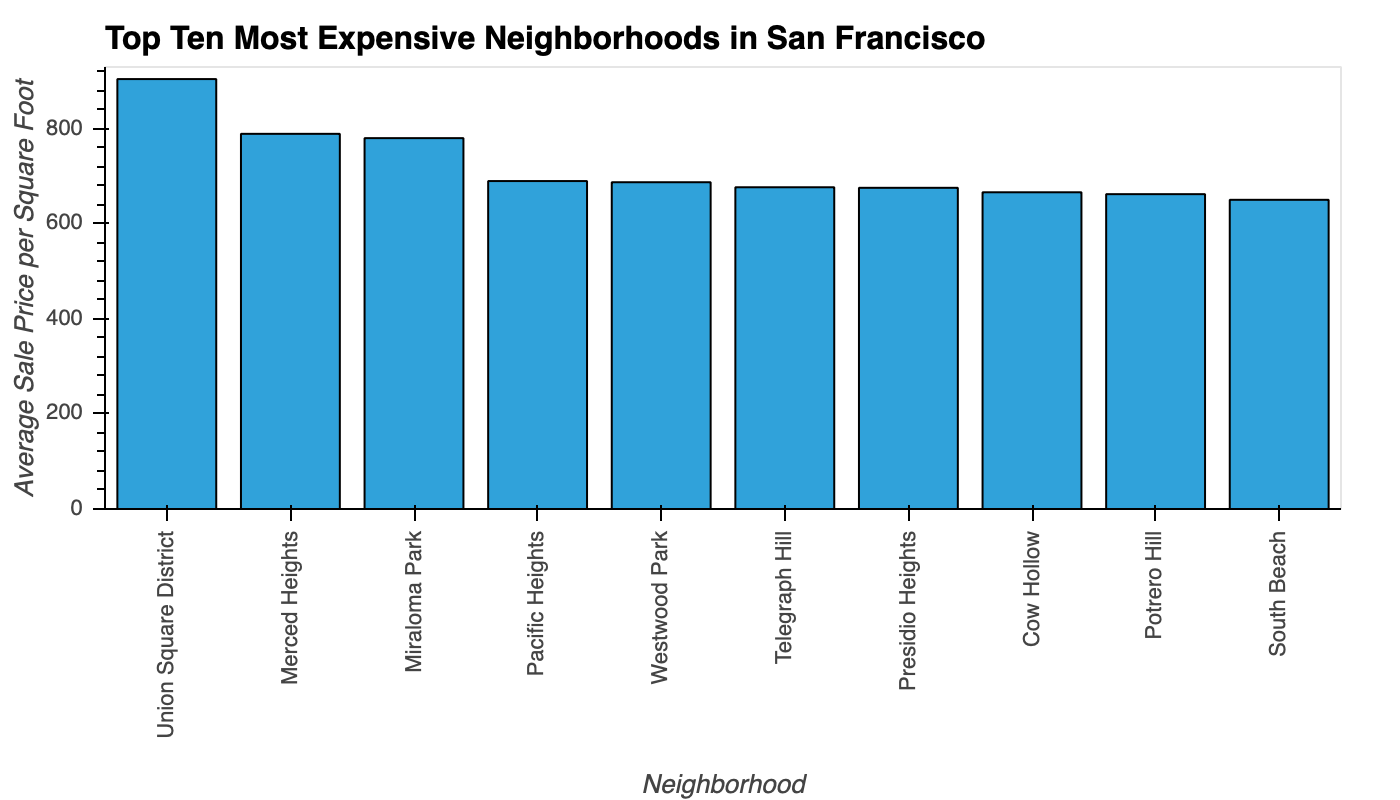 Top Ten Most Expensive Neighborhoods in San Francisco
Average Sale Price per Square Foot
800
600
400
200
0
Union Square District
Merced Heights
Miraloma Park
Pacific Heights
Westwood Park
Telegraph Hill
Presidio Heights
Cow Hollow
Potrero Hill
South Beach
Neighborhood